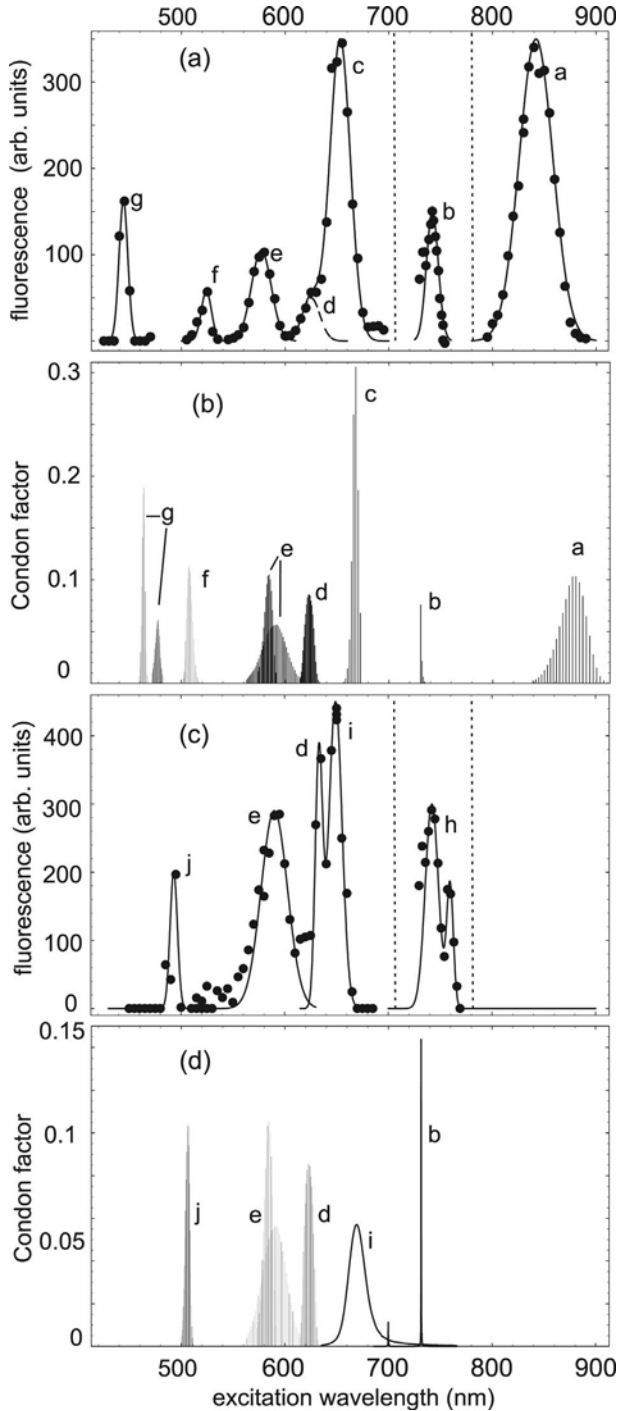 500 600 700 800 900
(a)
fluorescence (arb. units)
300
200
100
g
f
e
d
c
b
a
(b)
Condon factor
0.3
0.2
0.1
0
g
f
e
d
c
b
a
(c)
fluorescence (arb. units)
400
300
200
100
0
j
e
d
i
h
(d)
Condon factor
0.15
0.1
0.05
0
j
e
d
i
b
500 600 700 800 900
excitation wavelength (nm)